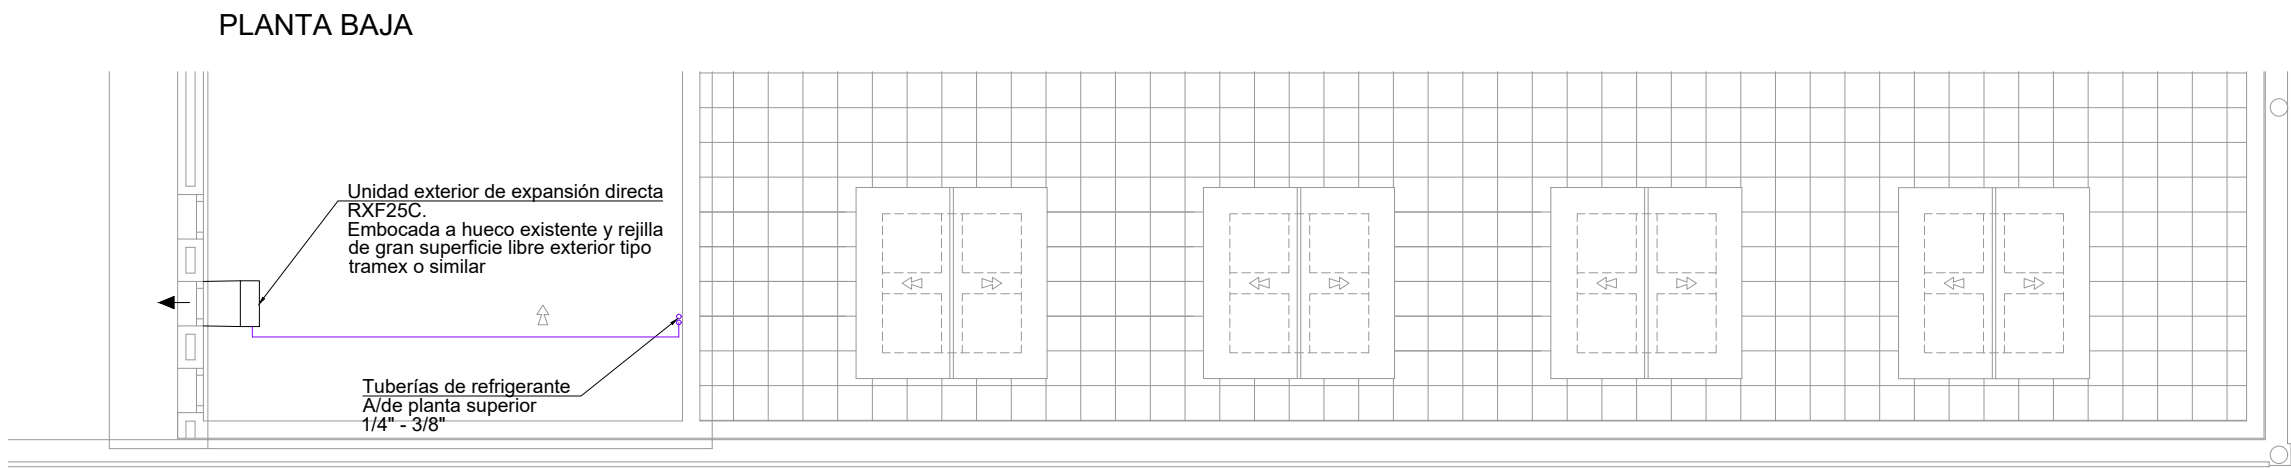 PLANTA BAJA
Unidad exterior de expansión directa
RXF25C.
Embocada a hueco existente y rejilla
de gran superficie libre exterior tipo
tramex o similar
Tuberías de refrigerante
A/de planta superior
1/4" - 3/8"